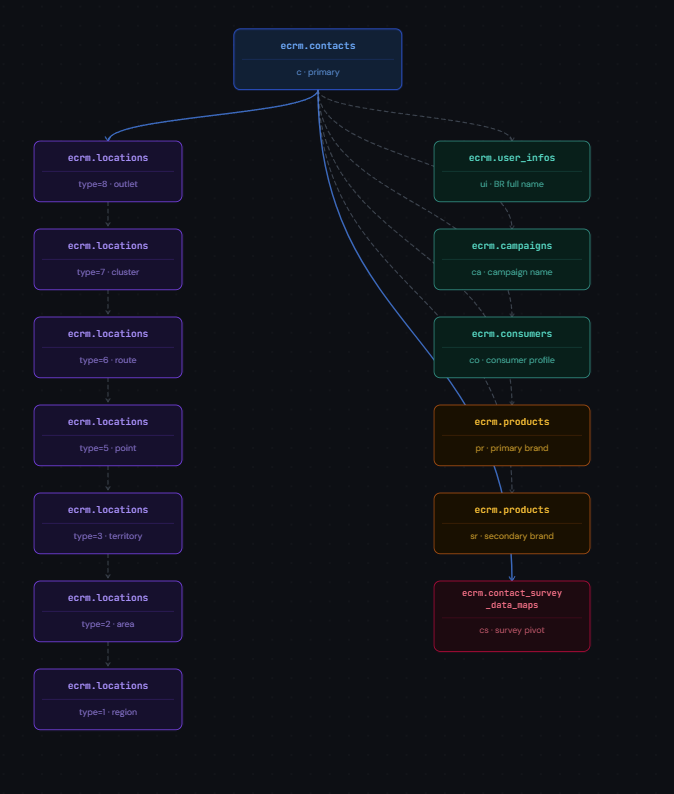 ecrm.contacts
c · primary
ecrm.locations
type=8 · outlet
ecrm.locations
type=7 · cluster
ecrm.locations
type=6 · route
ecrm.locations
type=5 · point
ecrm.locations
type=3 · territory
ecrm.locations
type=2 · area
ecrm.locations
type=1 · region
ecrm.user_infos
ui · BR full name
ecrm.campaigns
ca · campaign name
ecrm.consumers
co · consumer profile
ecrm.products
pr · primary brand
ecrm.products
sr · secondary brand
ecrm.contact_survey
_data_maps
cs · survey pivot